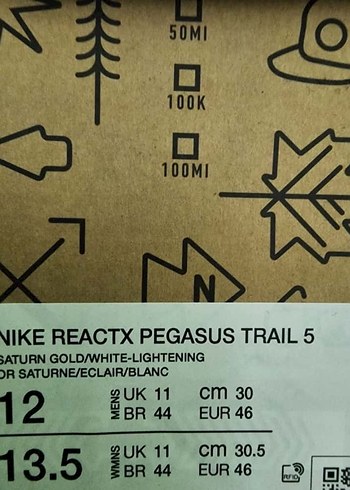 50MI
100K
100MI
N
NIKE REACTX PEGASUS TRAIL 5
SATURN GOLD/WHITE-LIGHTENING
OR SATURNE/ECLAIR/BLANC
12 MENS UK 11 cm 30
BR 44 EUR 46
13.5 WMNS UK 11 cm 30.5
BR 44 EUR 46
RFID